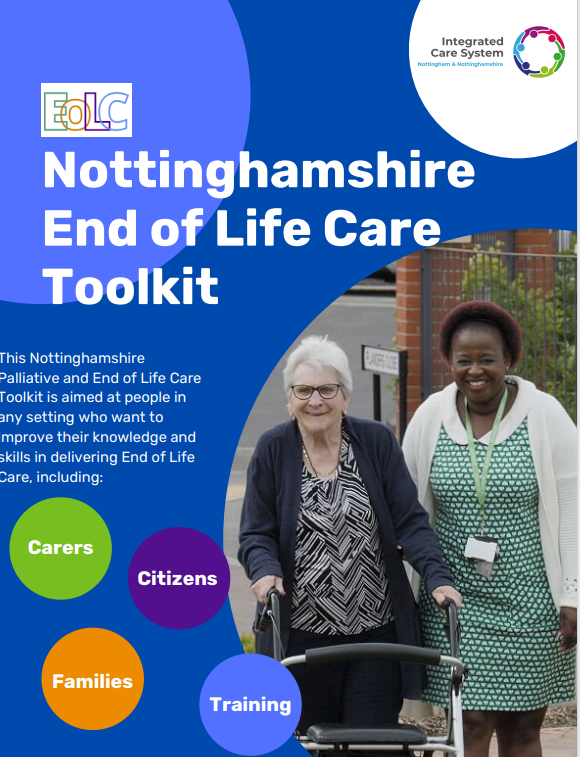 Integrated
Care System
Nottingham & Nottinghamshire
EoLC
Nottinghamshire
End of Life Care
Toolkit
This Nottinghamshire
Palliative and End of Life Care
Toolkit is aimed at people in
any setting who want to
improve their knowledge and
skills in delivering End of Life
Care, including:
Carers
Citizens
Families
Training